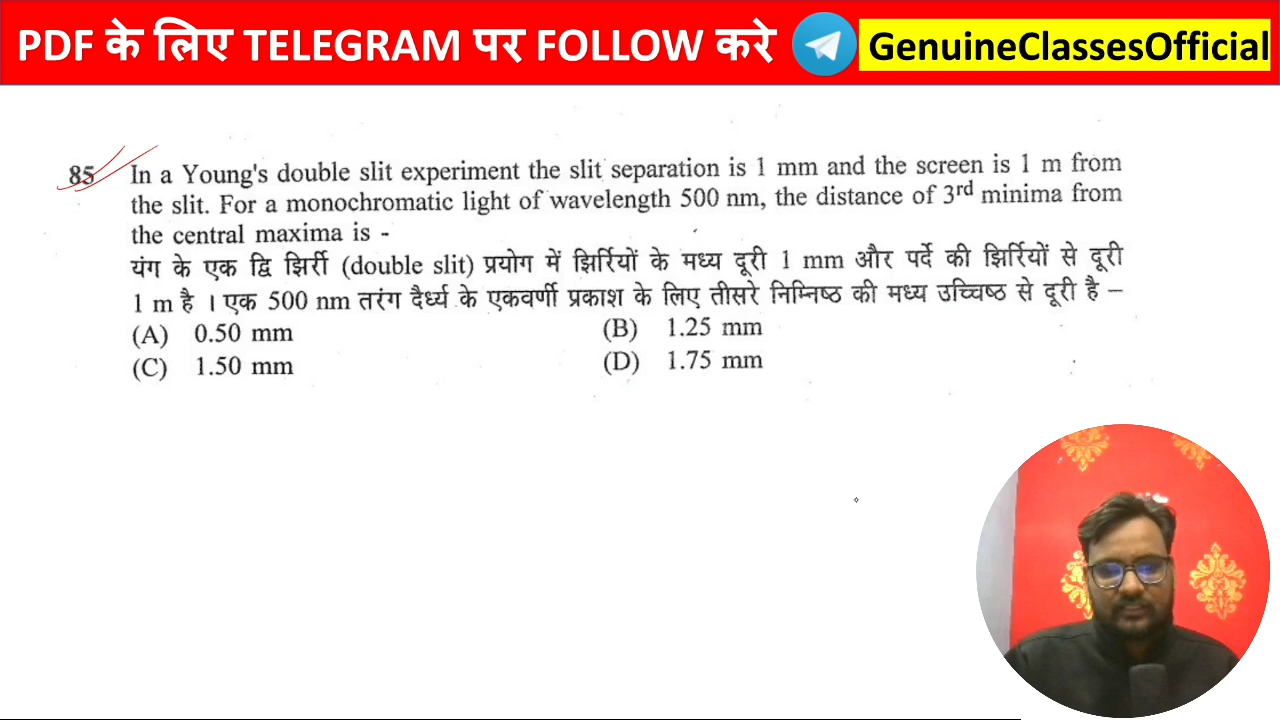 PDF के लिए TELEGRAM पर FOLLOW करे GenuineClassesOfficial
85 In a Young's double slit experiment the slit separation is 1 mm and the screen is 1 m from
the slit. For a monochromatic light of wavelength 500 nm, the distance of 3rd minima from
the central maxima is -
यंग के एक द्वि झिर्री (double slit) प्रयोग में झिर्रियों के मध्य दूरी 1 mm और पर्दे की झिर्रियों से दूरी
1 m है । एक 500 nm तरंग दैर्ध्य के एकवर्णी प्रकाश के लिए तीसरे निम्निष्ठ की मध्य उच्चिष्ठ से दूरी है –
(A) 0.50 mm (B) 1.25 mm
(C) 1.50 mm (D) 1.75 mm